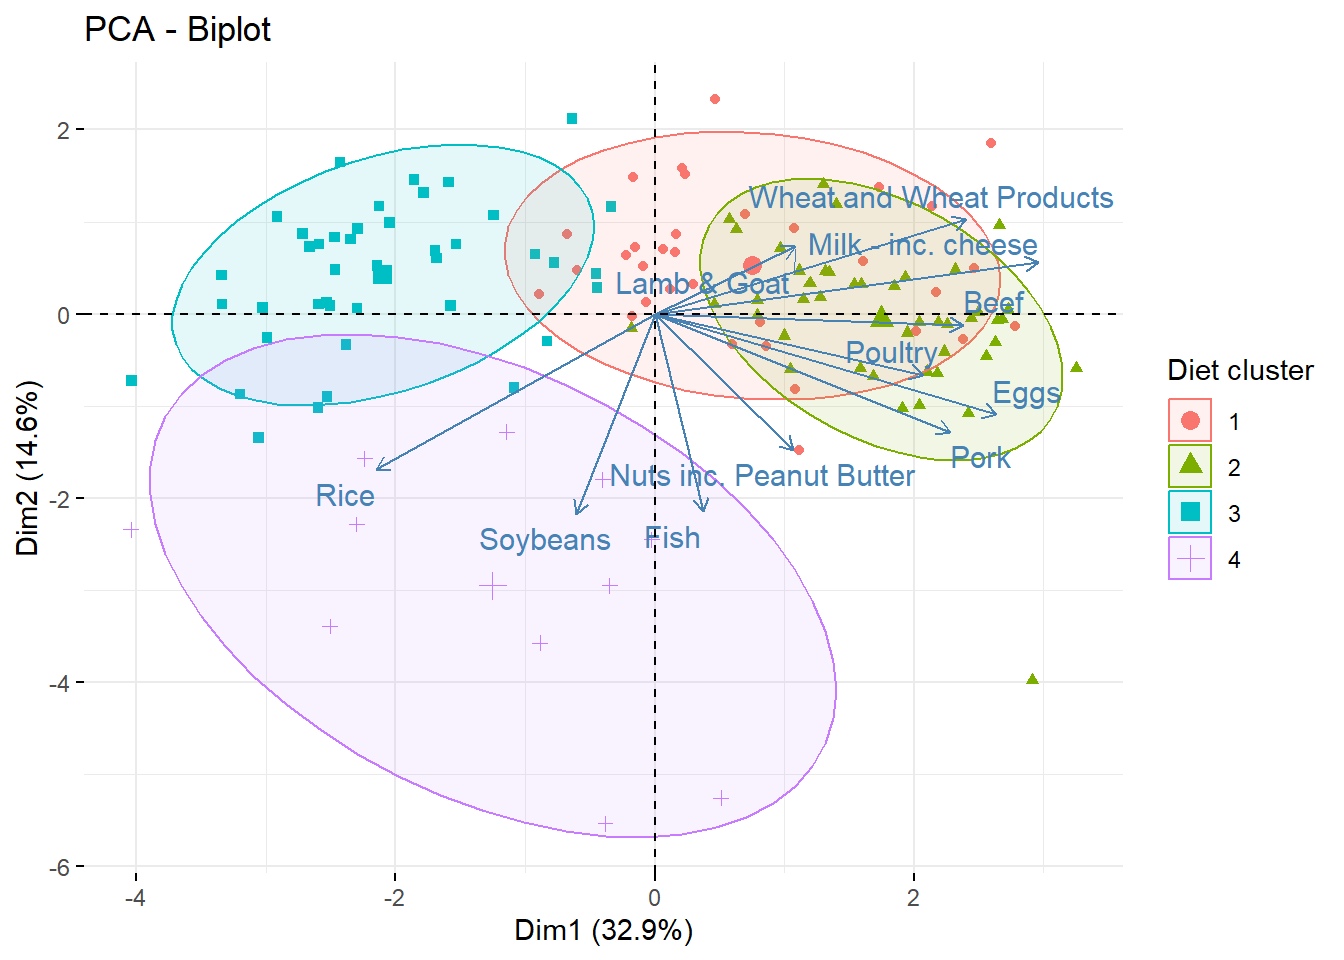 PCA - Biplot
2
0
-2
-4
-6
-4
-2
0
2
Dim1 (32.9%)
Dim2 (14.6%)
Wheat and Wheat Products
Milk - inc. cheese
Lamb & Goat
Beef
Poultry
Eggs
Pork
Nuts inc. Peanut Butter
Rice
Soybeans
Fish
Diet cluster
1
2
3
4